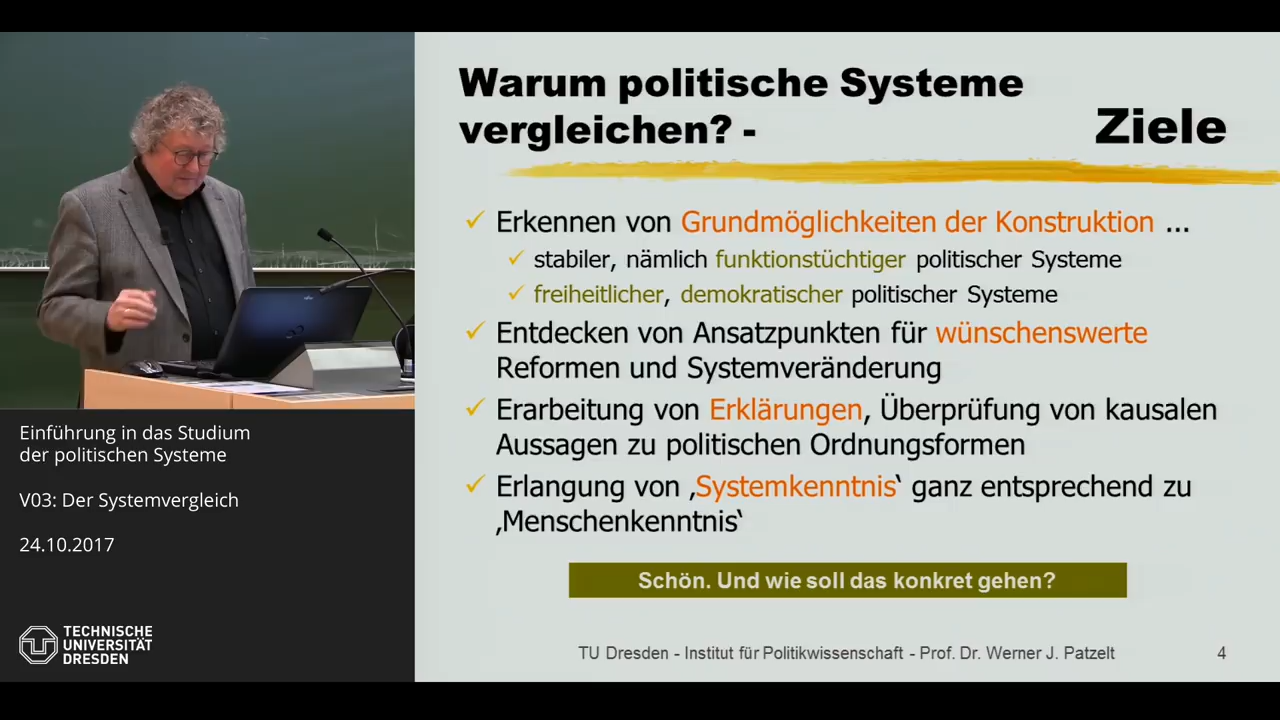 Warum politische Systeme
vergleichen? - Ziele
✓ Erkennen von Grundmöglichkeiten der Konstruktion ...
✓ stabiler, nämlich funktionstüchtiger politischer Systeme
✓ freiheitlicher, demokratischer politischer Systeme
✓ Entdecken von Ansatzpunkten für wünschenswerte
Reformen und Systemveränderung
✓ Erarbeitung von Erklärungen, Überprüfung von kausalen
Aussagen zu politischen Ordnungsformen
✓ Erlangung von ‚Systemkenntnis‘ ganz entsprechend zu
‚Menschenkenntnis‘
Schön. Und wie soll das konkret gehen?
TU Dresden - Institut für Politikwissenschaft - Prof. Dr. Werner J. Patzelt 4
Einführung in das Studium
der politischen Systeme
V03: Der Systemvergleich
24.10.2017
TECHNISCHE
UNIVERSITÄT
DRESDEN